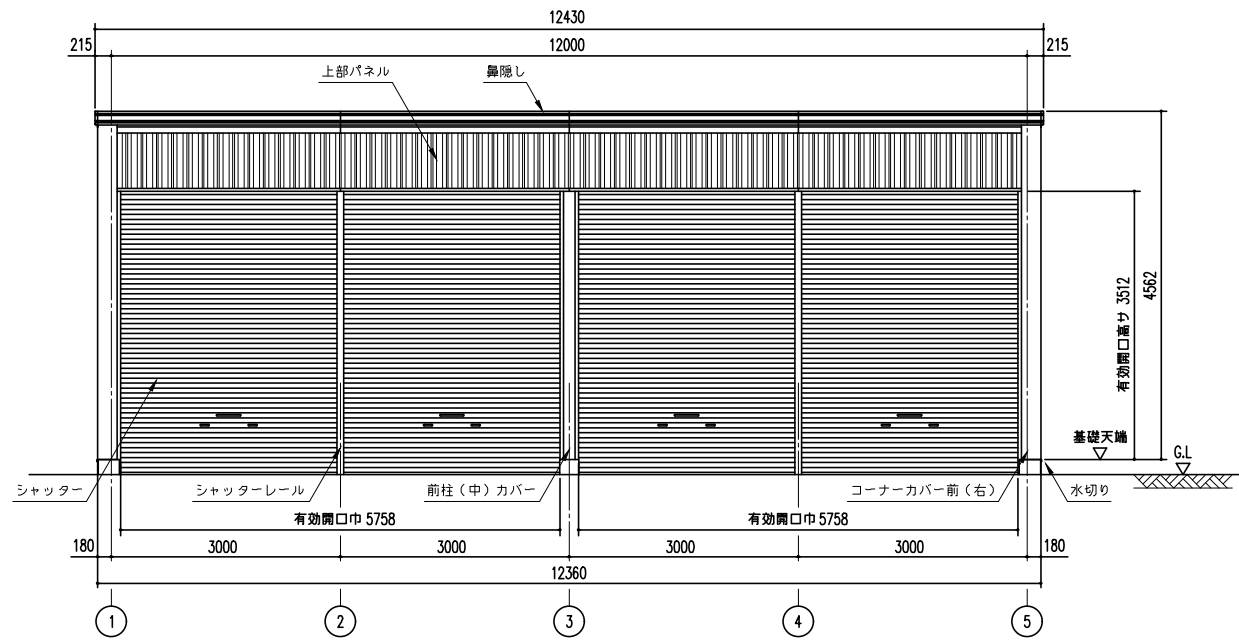 12430
215
12000
215
上部パネル
鼻隠し
有効開口高サ 3512
4562
基礎天端
G.L
シャッター
シャッターレール
前柱（中）カバー
コーナーカバー前（右）
水切り
有効開口巾 5758
有効開口巾 5758
180
3000
3000
3000
3000
180
12360
1
2
3
4
5